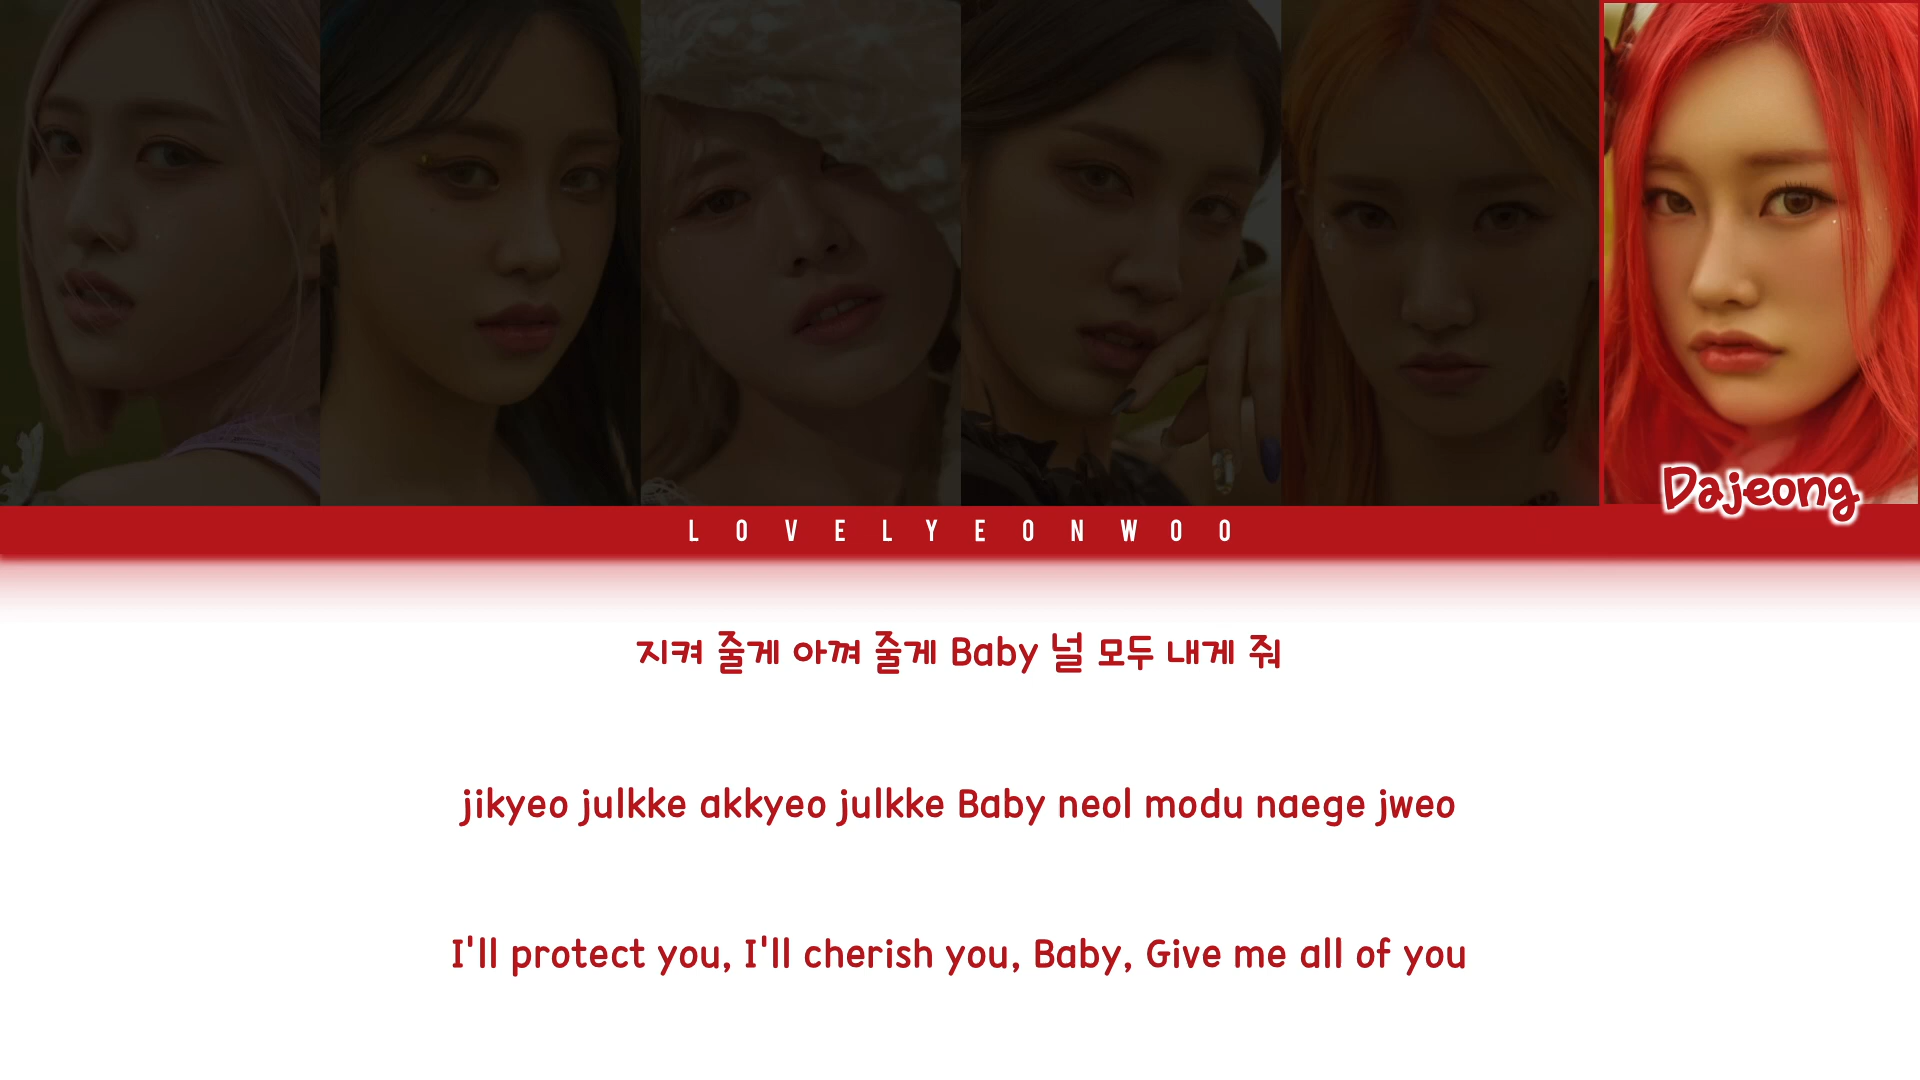 Dajeong
LOVELYEONWOO
지켜 줄게 아껴 줄게 Baby 널 모두 내게 줘
jikyeo julkke akkyeo julkke Baby neol modu naege jweo
I'll protect you, I'll cherish you, Baby, Give me all of you